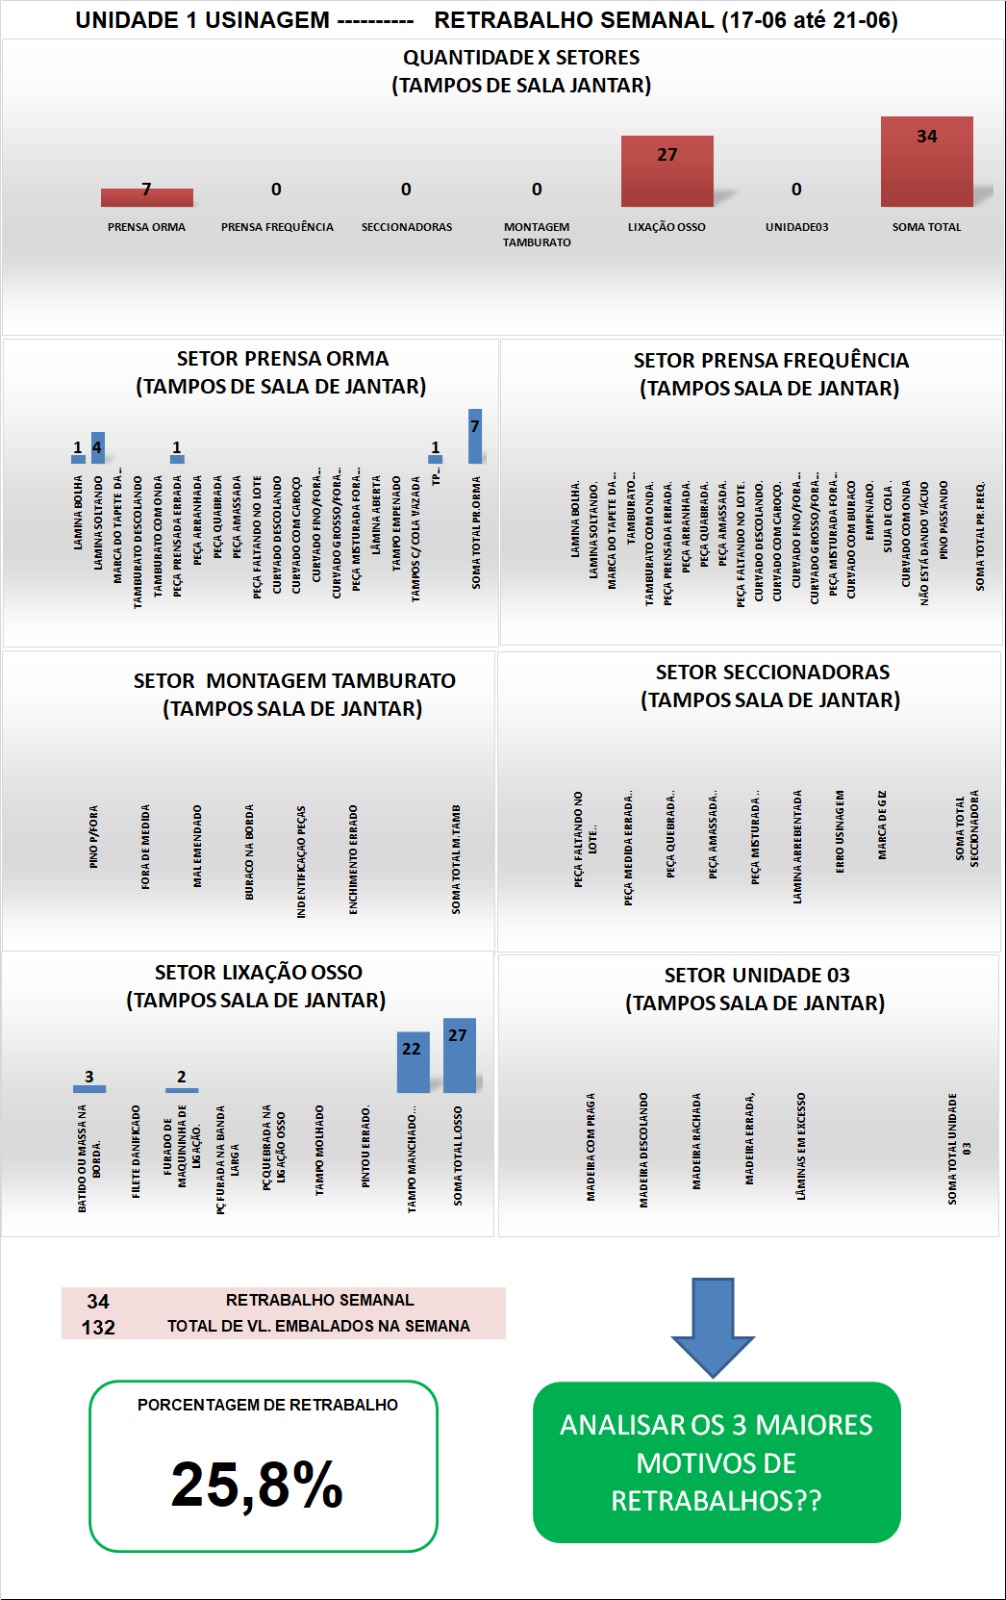 UNIDADE 1 USINAGEM ---------- RETRABALHO SEMANAL (17-06 até 21-06)
QUANTIDADE X SETORES
(TAMPOS DE SALA JANTAR)
7
0
0
0
27
0
34
PRENSA ORMA
PRENSA FREQUÊNCIA
SECCIONADORAS
MONTAGEM
TAMBURATO
LIXAÇÃO OSSO
UNIDADE03
SOMA TOTAL
SETOR PRENSA ORMA
(TAMPOS DE SALA DE JANTAR)
1
4
1
1
7
LAMINA BOLHA
LAMINA SOLTANDO
MARCA DO TAPETE DA...
TAMBURATO DESCOLANDO
TAMBURATO COM ONDA
PEÇA PRENSADA ERRADA
PEÇA ARRANHADA
PEÇA QUABRADA
PEÇA AMASSADA
PEÇA FALTANDO NO LOTE
CURVADO DESCOLANDO
CURVADO COM CAROÇO
CURVADO FINO/FORA...
CURVADO GROSSO/FORA...
PEÇA MISTURADA FORA...
LÂMINA ABERTA
TAMPO EMPENADO
TAMPOS C/ COLA VAZADA
TP...
SOMA TOTAL PR.ORMA
SETOR PRENSA FREQUÊNCIA
(TAMPOS SALA DE JANTAR)
LAMINA BOLHA.
LAMINA SOLTANDO.
MARCA DO TAPETE DA...
TAMBURATO...
TAMBURATO COM ONDA.
PEÇA PRENSADA ERRADA.
PEÇA ARRANHADA.
PEÇA QUABRADA.
PEÇA AMASSADA.
PEÇA FALTANDO NO LOTE.
CURVADO DESCOLANDO.
CURVADO COM CAROÇO.
CURVADO FINO/FORA...
CURVADO GROSSO/FORA...
PEÇA MISTURADA FORA...
CURVADO COM BURACO
EMPENADO.
SUJA DE COLA .
CURVADO COM ONDA
NÃO ESTÁ DANDO VÁCUO
PINO PASSANDO
SOMA TOTAL PR. FREQ.
SETOR MONTAGEM TAMBURATO
(TAMPOS SALA DE JANTAR)
PINO P/FORA
FORA DE MEDIDA
MAL EMENDADO
BURACO NA BORDA
INDENTIFICAÇAO PEÇAS
ENCHIMENTO ERRADO
SOMA TOTAL M.TAMB
SETOR SECCIONADORAS
(TAMPOS SALA DE JANTAR)
PEÇA FALTANDO NO
LOTE..
PEÇA MEDIDA ERRADA..
PEÇA QUEBRADA..
PEÇA AMASSADA..
PEÇA MISTURADA ..
LAMINA ARREBENTADA
ERRO USINAGEM
MARCA DE GIZ
SOMA TOTAL
SECCIONADORA
SETOR LIXAÇÃO OSSO
(TAMPOS SALA DE JANTAR)
3
2
22
27
BATIDO OU MASSA NA
BORDA.
FILETE DANIFICADO
FURADO DE
MAQUININHA DE
LIGAÇÃO.
PÇ FURADA NA BANDA
LARGA
PÇ QUEBRADA NA
LIGAÇÃO OSSO
TAMPO MOLHADO
PINTOU ERRADO.
TAMPO MANCHADO...
SOMA TOTAL LOSSO
SETOR UNIDADE 03
(TAMPOS SALA DE JANTAR)
MADEIRA COM PRAGA
MADEIRA DESCOLANDO
MADEIRA RACHADA
MADEIRA ERRADA,
LÂMINAS EM EXCESSO
SOMA TOTAL UNIDADE
03
34 RETRABALHO SEMANAL
132 TOTAL DE VL. EMBALADOS NA SEMANA
PORCENTAGEM DE RETRABALHO
25,8%
ANALISAR OS 3 MAIORES
MOTIVOS DE
RETRABALHOS??